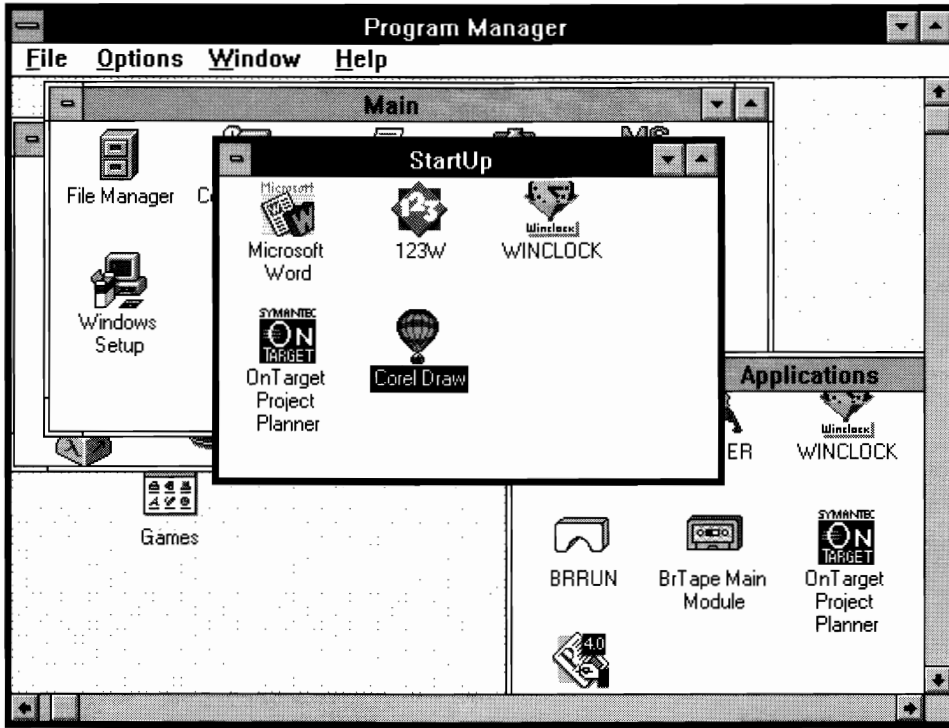 Program Manager
File Options Window Help
Main
StartUp
File Manager
Windows
Setup
Microsoft
Microsoft
Word
123
123W
Winclock
WINCLOCK
SYMANTEC
ON
TARGET
OnTarget
Project
Planner
Corel Draw
Games
Applications
ER
Winclock
WINCLOCK
BRRUN
BrTape Main
Module
SYMANTEC
ON
TARGET
OnTarget
Project
Planner
4.0
MS